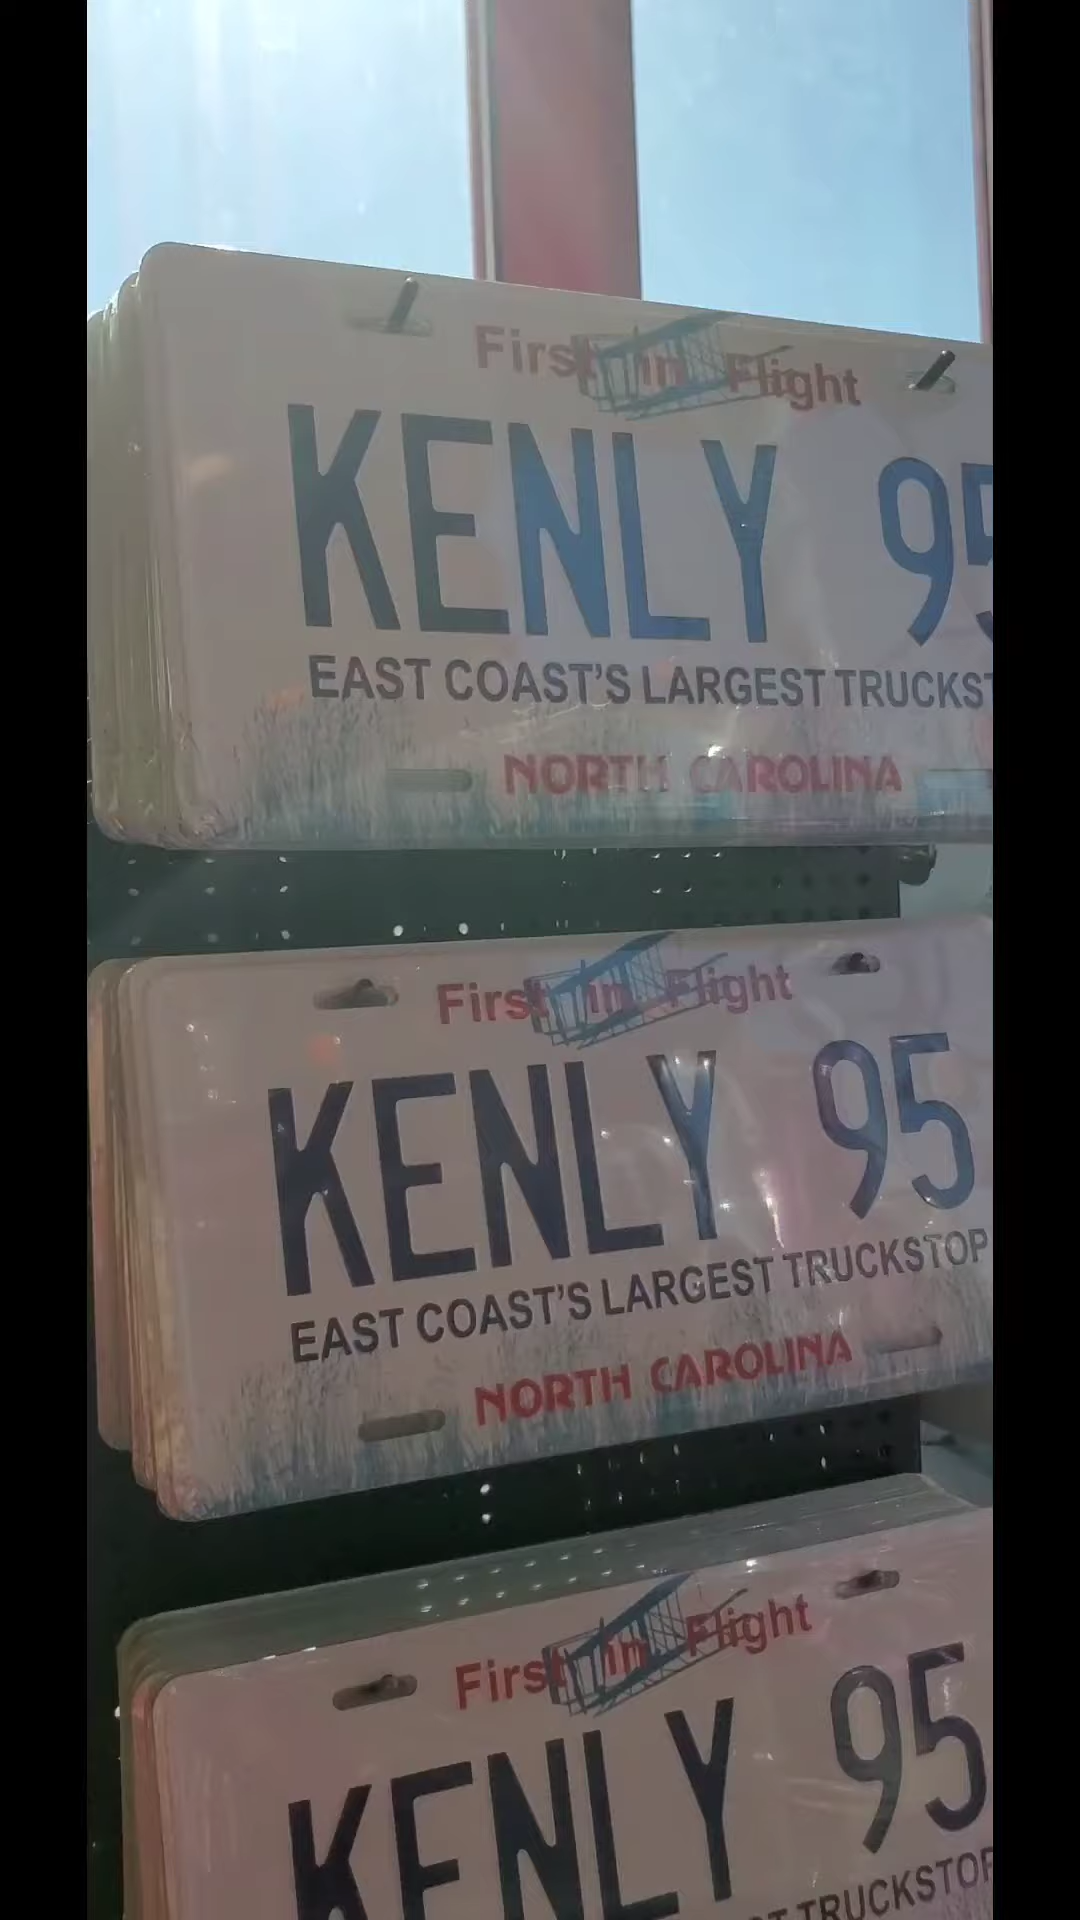 First in Flight
KENLY 95
EAST COAST'S LARGEST TRUCKST
NORTH CAROLINA
First in Flight
KENLY 95
EAST COAST'S LARGEST TRUCKSTOP
NORTH CAROLINA
First in Flight
KENLY 95
TRUCKSTOP